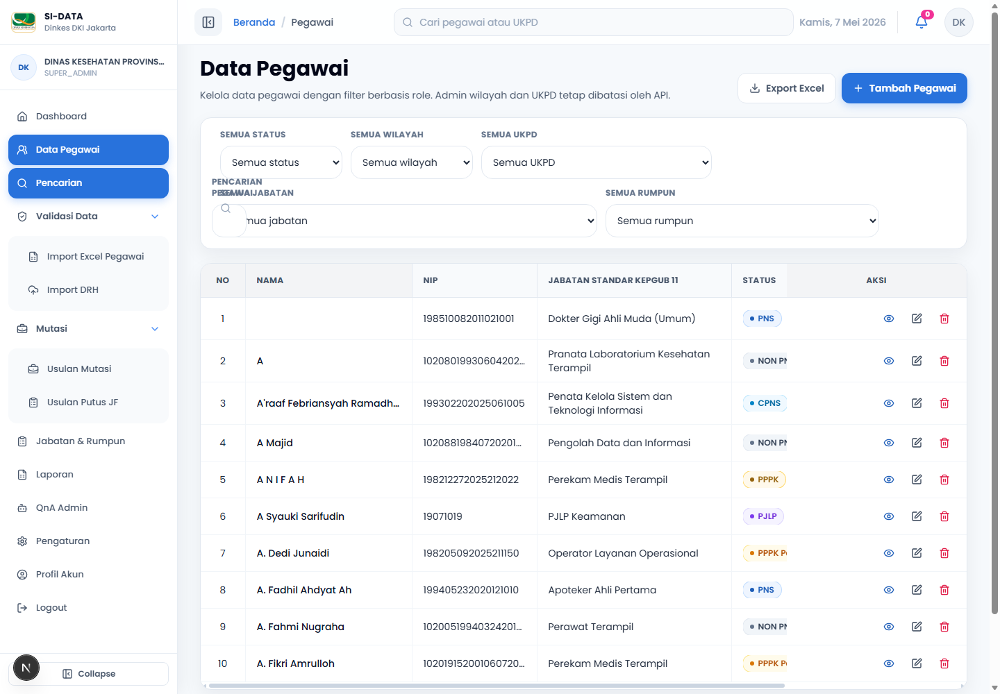 SI-DATA
Dinkes DKI Jakarta
Beranda / Pegawai
Cari pegawai atau UKPD
Kamis, 7 Mei 2026
0
DK
DK
DINAS KESEHATAN PROVINS...
SUPER_ADMIN
Dashboard
Data Pegawai
Pencarian
Validasi Data
Import Excel Pegawai
Import DRH
Mutasi
Usulan Mutasi
Usulan Putus JF
Jabatan & Rumpun
Laporan
QnA Admin
Pengaturan
Profil Akun
Logout
N
Collapse
Data Pegawai
Kelola data pegawai dengan filter berbasis role. Admin wilayah dan UKPD tetap dibatasi oleh API.
Export Excel
Tambah Pegawai
SEMUA STATUS SEMUA WILAYAH SEMUA UKPD
Semua status Semua wilayah Semua UKPD
PENCARIAN
JABATAN SEMUA RUMPUN
mua jabatan Semua rumpun
NO NAMA NIP JABATAN STANDAR KEPGUB 11 STATUS AKSI
1 198510082011021001 Dokter Gigi Ahli Muda (Umum) PNS
2 A 10208019930604202... Pranata Laboratorium Kesehatan Terampil NON PN
3 A'raaf Febriansyah Ramadh... 199302202025061005 Penata Kelola Sistem dan Teknologi Informasi CPNS
4 A Majid 10208819840720201... Pengolah Data dan Informasi NON PN
5 A N I F A H 198212272025212022 Perekam Medis Terampil PPPK
6 A Syauki Sarifudin 19071019 PJLP Keamanan PJLP
7 A. Dedi Junaidi 198205092025211150 Operator Layanan Operasional PPPK P
8 A. Fadhil Ahdyat Ah 199405232020121010 Apoteker Ahli Pertama PNS
9 A. Fahmi Nugraha 10200519940324201... Perawat Terampil NON PN
10 A. Fikri Amrulloh 102019152001060720... Perekam Medis Terampil PPPK P